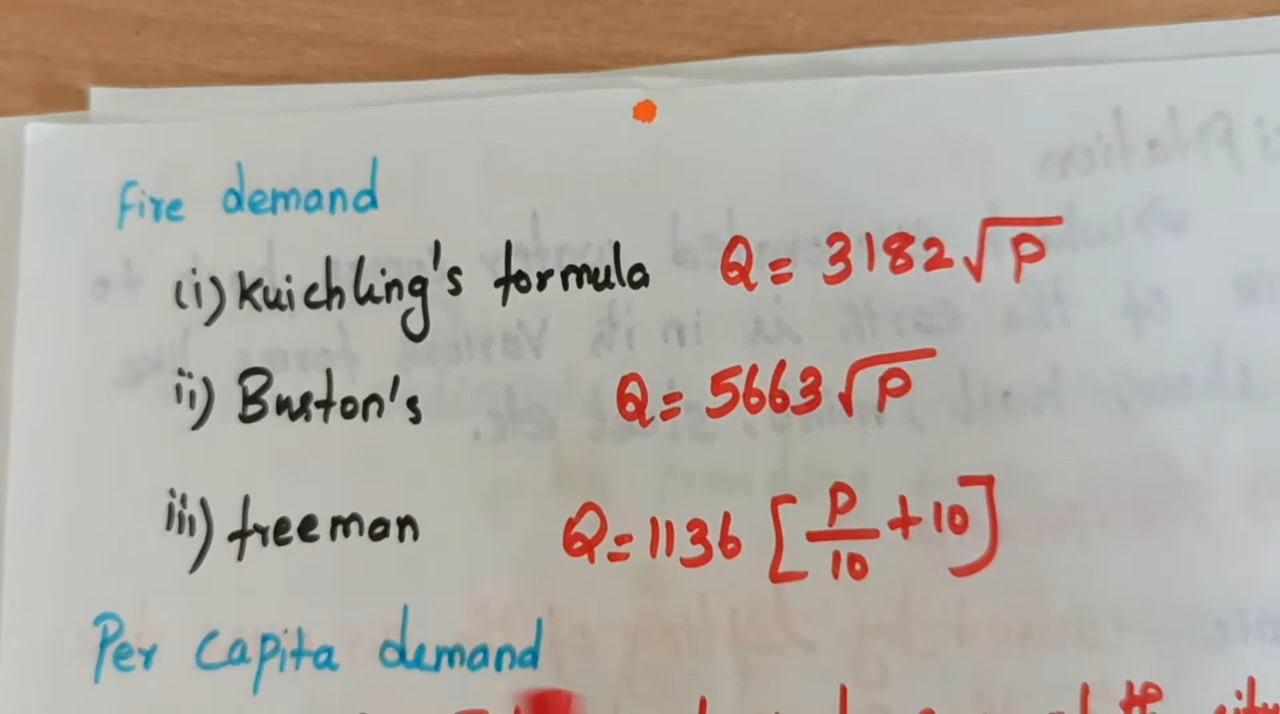 Fire demand
(i) Kuichling's formula Q = 3182√P
ii) Buston's Q = 5663√P
iii) freeman Q = 1136 [P/10 + 10]
Per capita demand